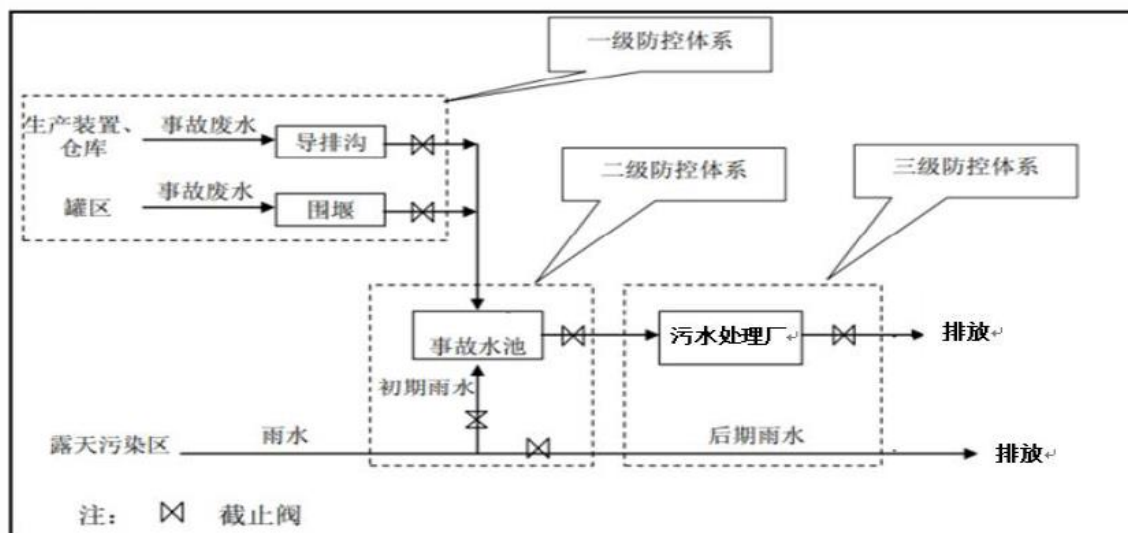 一级防控体系
生产装置、
仓库
事故废水
导排沟
二级防控体系
三级防控体系
罐区
事故废水
围堰
事故水池
污水处理厂
排放
初期雨水
露天污染区
雨水
后期雨水
排放
注：
截止阀